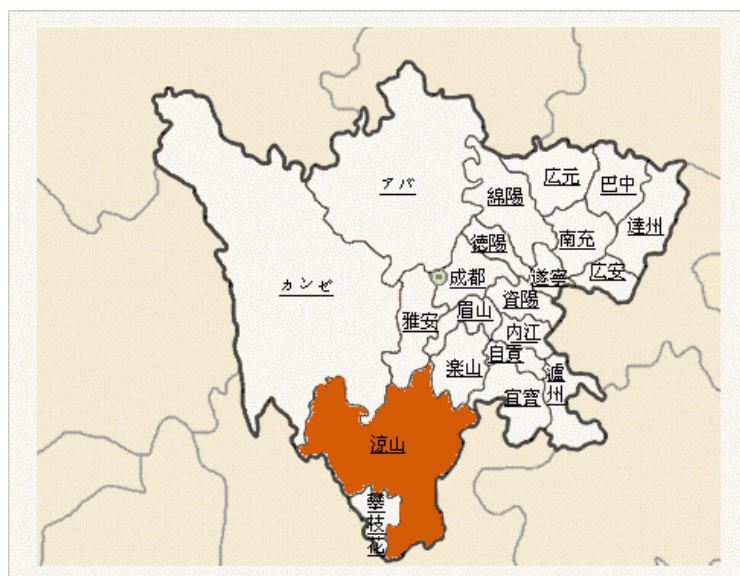 アバ
広元
巴中
綿陽
達州
南充
徳陽
広安
成都
遂寧
カンゼ
資陽
眉山
雅安
内江
自貢
楽山
瀘州
宜賓
涼山
攀枝花